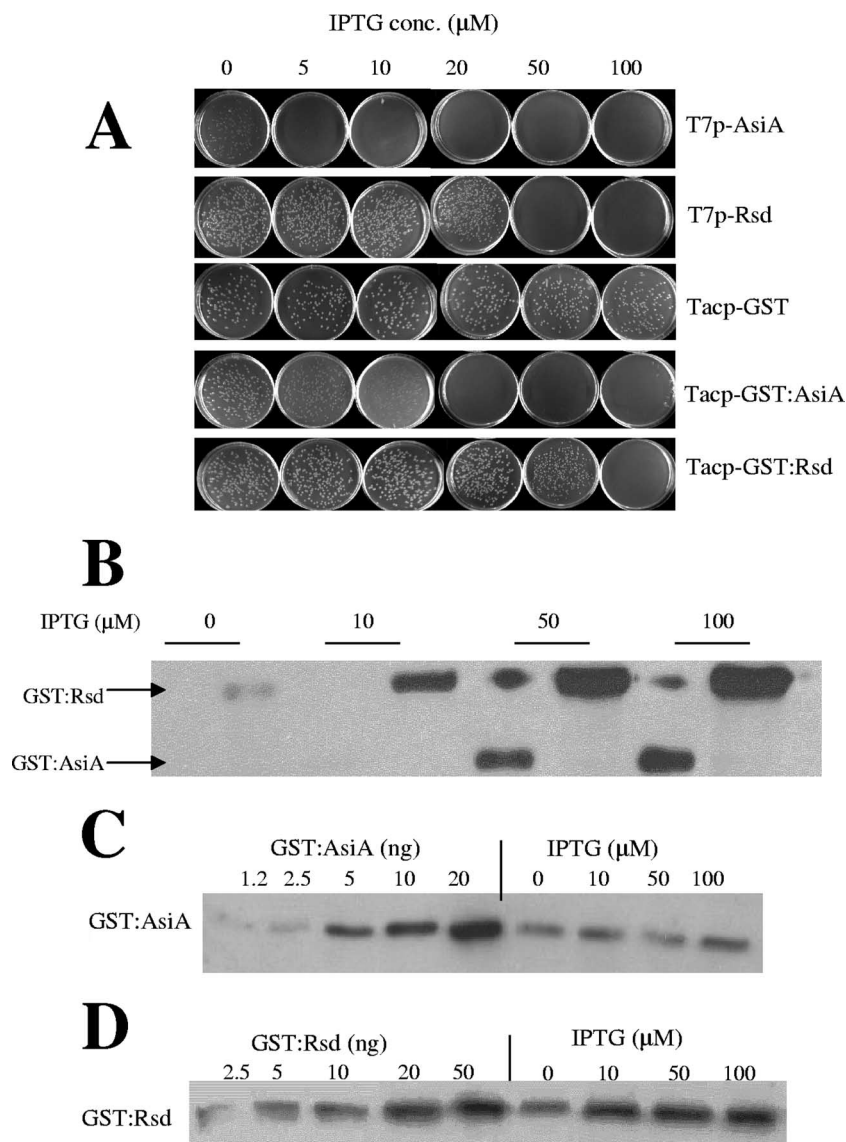 IPTG conc. (μM)
0 5 10 20 50 100
A
T7p-AsiA
T7p-Rsd
Tacp-GST
Tacp-GST:AsiA
Tacp-GST:Rsd
B
IPTG (μM) 0 10 50 100
GST:Rsd
GST:AsiA
C
GST:AsiA (ng) IPTG (μM)
1.2 2.5 5 10 20 0 10 50 100
GST:AsiA
D
GST:Rsd (ng) IPTG (μM)
2.5 5 10 20 50 0 10 50 100
GST:Rsd